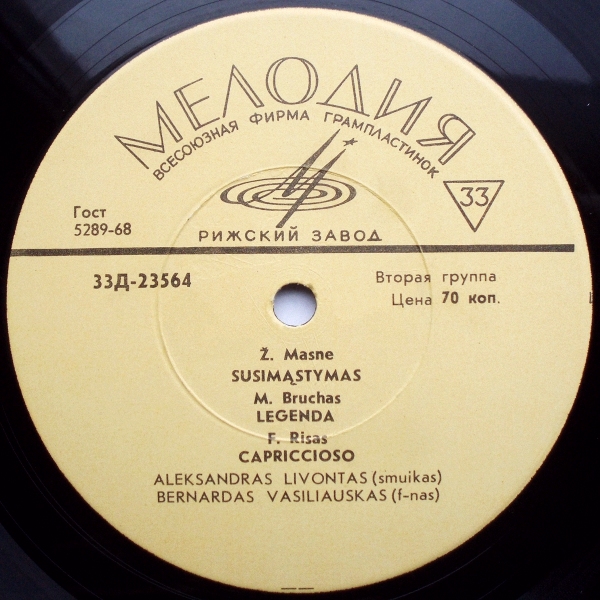 МЕЛОДИЯ
ВСЕСОЮЗНАЯ ФИРМА ГРАМПЛАСТИНОК
33
Гост
5289-68
РИЖСКИЙ ЗАВОД
33Д-23564
Вторая группа
Цена 70 коп.
Ž. Masne
SUSIMĄSTYMAS
M. Bruchas
LEGENDA
F. Risas
CAPRICCIOSO
ALEKSANDRAS LIVONTAS (smuikas)
BERNARDAS VASILIAUSKAS (f-nas)